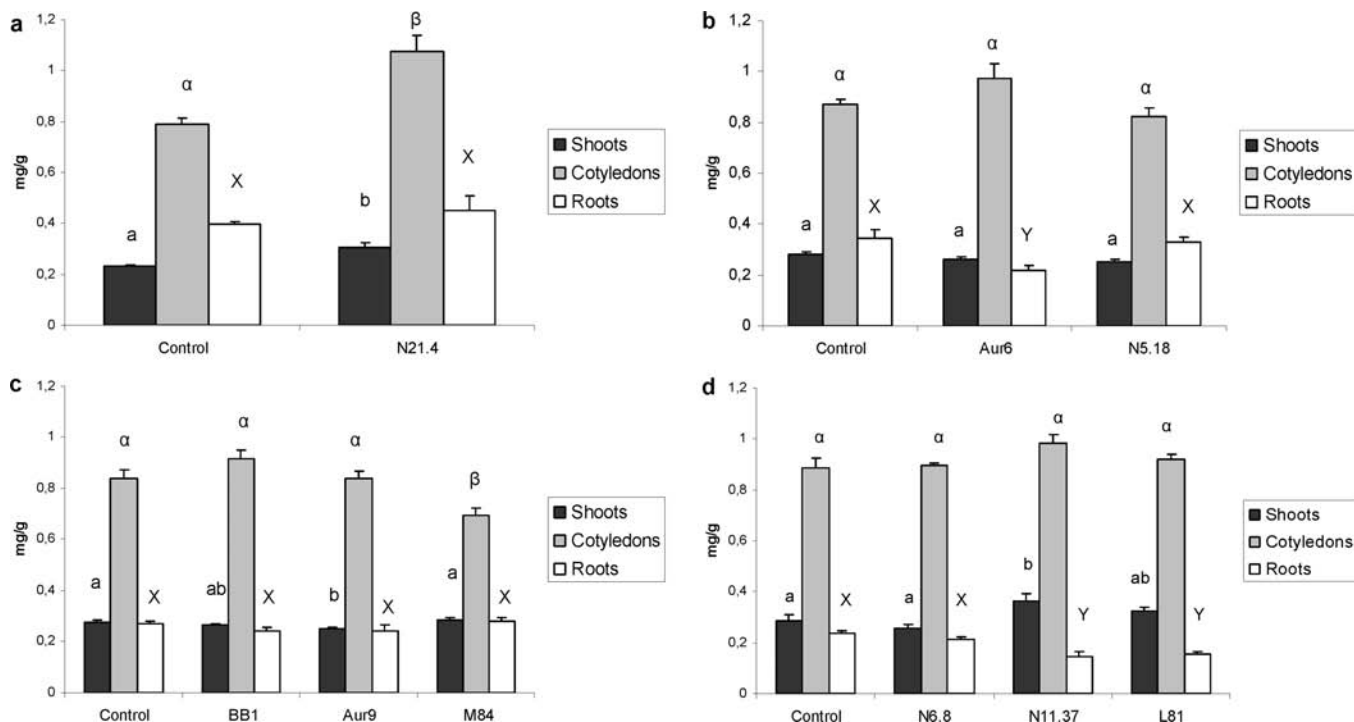 a
1,2
1
0,8
0,6
0,4
0,2
0
mg/g
a
α
X
b
β
X
Control N21.4
Shoots
Cotyledons
Roots
b
1,2
1
0,8
0,6
0,4
0,2
0
mg/g
a
α
X
a
α
Y
a
α
X
Control Aur6 N5.18
Shoots
Cotyledons
Roots
c
1,2
1
0,8
0,6
0,4
0,2
0
mg/g
a
α
X
ab
α
X
b
α
X
a
β
X
Control BB1 Aur9 M84
Shoots
Cotyledons
Roots
d
1,2
1
0,8
0,6
0,4
0,2
0
mg/g
a
α
X
a
α
X
b
α
Y
ab
α
Y
Control N6.8 N11.37 L81
Shoots
Cotyledons
Roots